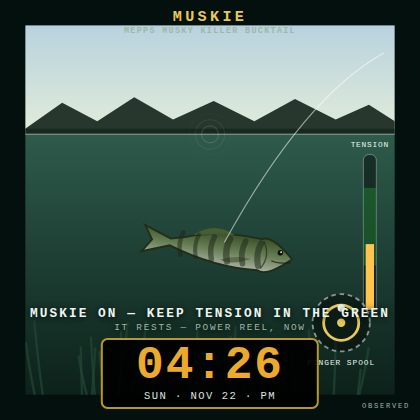 MUSKIE
MEPPS MUSKY KILLER BUCKTAIL
TENSION
MUSKIE ON — KEEP TENSION IN THE GREEN
IT RESTS — POWER REEL, NOW
NGER SPOOL
04:26
SUN · NOV 22 · PM
OBSERVED